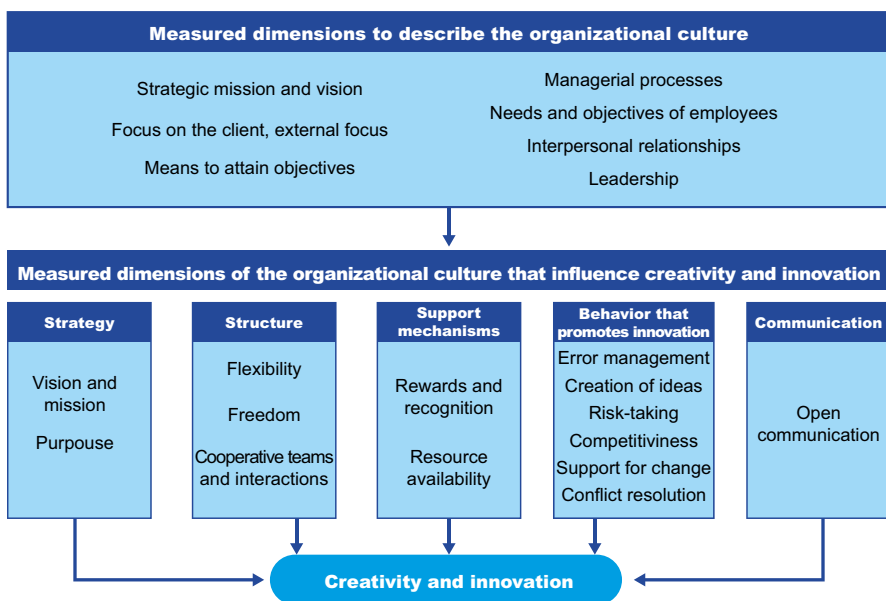 Measured dimensions to describe the organizational culture
Strategic mission and vision
Focus on the client, external focus
Means to attain objectives
Managerial processes
Needs and objectives of employees
Interpersonal relationships
Leadership
Measured dimensions of the organizational culture that influence creativity and innovation
Strategy
Vision and
mission
Purpouse
Structure
Flexibility
Freedom
Cooperative teams
and interactions
Support
mechanisms
Rewards and
recognition
Resource
availability
Behavior that
promotes innovation
Error management
Creation of ideas
Risk-taking
Competitiviness
Support for change
Conflict resolution
Communication
Open
communication
Creativity and innovation